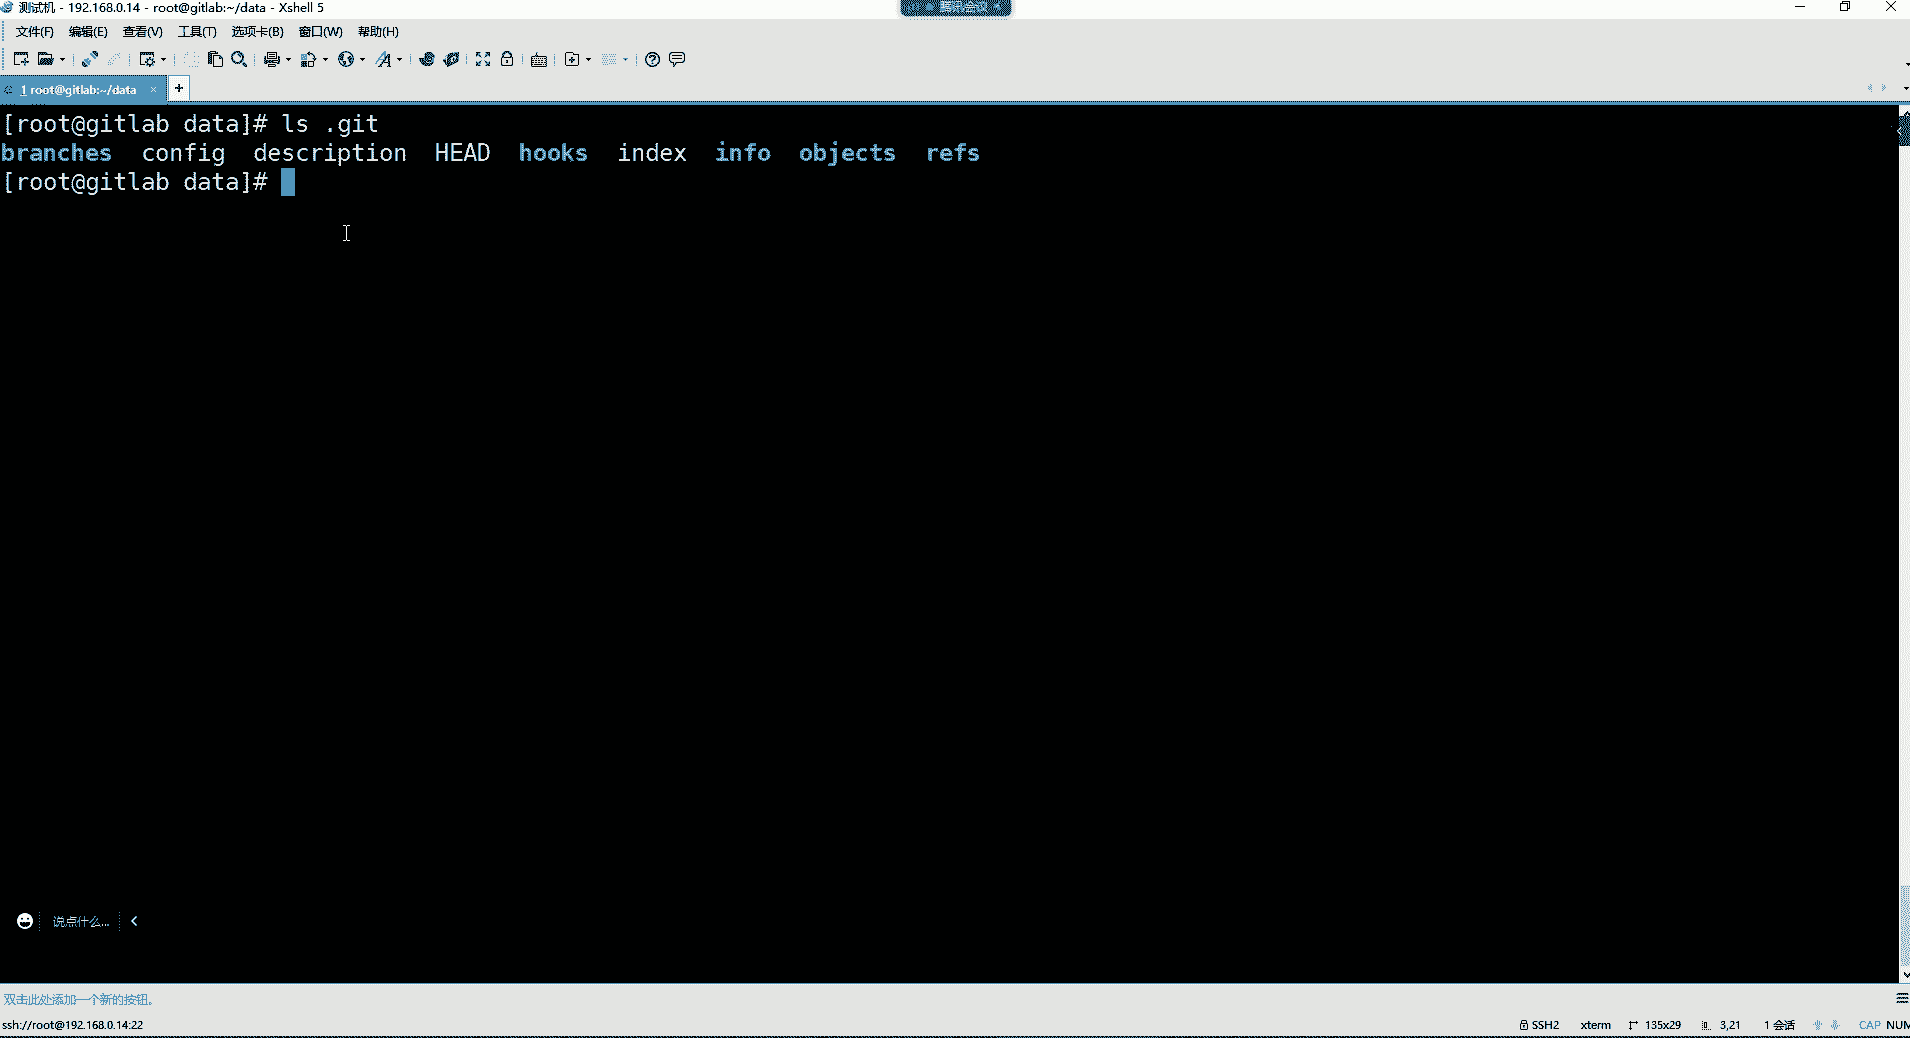 测试机 - 192.168.0.14 - root@gitlab:~/data - Xshell 5
腾讯会议
文件(F) 编辑(E) 查看(V) 工具(T) 选项卡(B) 窗口(W) 帮助(H)
1 root@gitlab:~/data × +
[root@gitlab data]# ls .git
branches config description HEAD hooks index info objects refs
[root@gitlab data]#
说点什么...
双击此处添加一个新的按钮。
ssh://root@192.168.0.14:22 SSH2 xterm 135x29 3,21 1 会话 CAP NUM